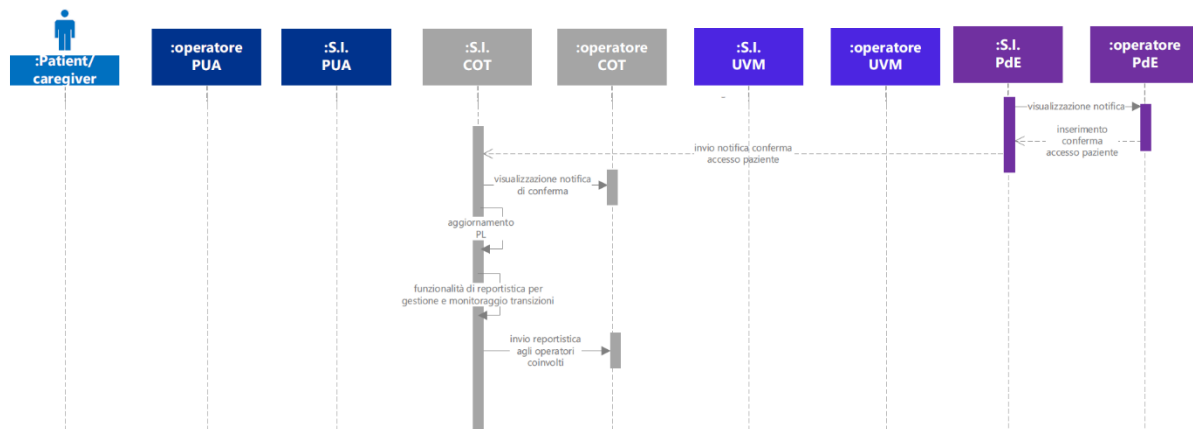 :Patient/
caregiver
:operatore
PUA
:S.I.
PUA
:S.I.
COT
:operatore
COT
:S.I.
UVM
:operatore
UVM
:S.I.
PdE
:operatore
PdE
visualizzazione notifica
inserimento
conferma
accesso paziente
invio notifica conferma
accesso paziente
visualizzazione notifica
di conferma
aggiornamento
PL
funzionalità di reportistica per
gestione e monitoraggio transizioni
invio reportistica
agli operatori
coinvolti